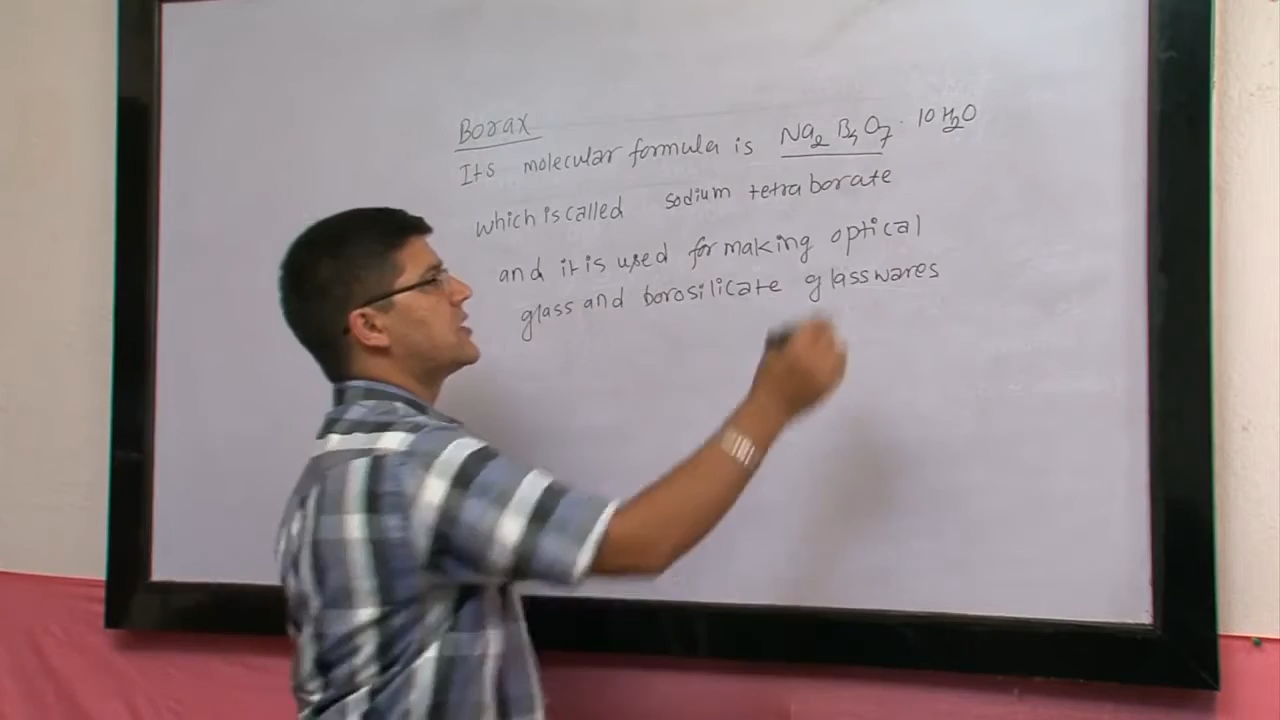 Borax
Its molecular formula is Na₂B₄O₇·10H₂O
which is called sodium tetraborate
and it is used for making optical
glass and borosilicate glasswares